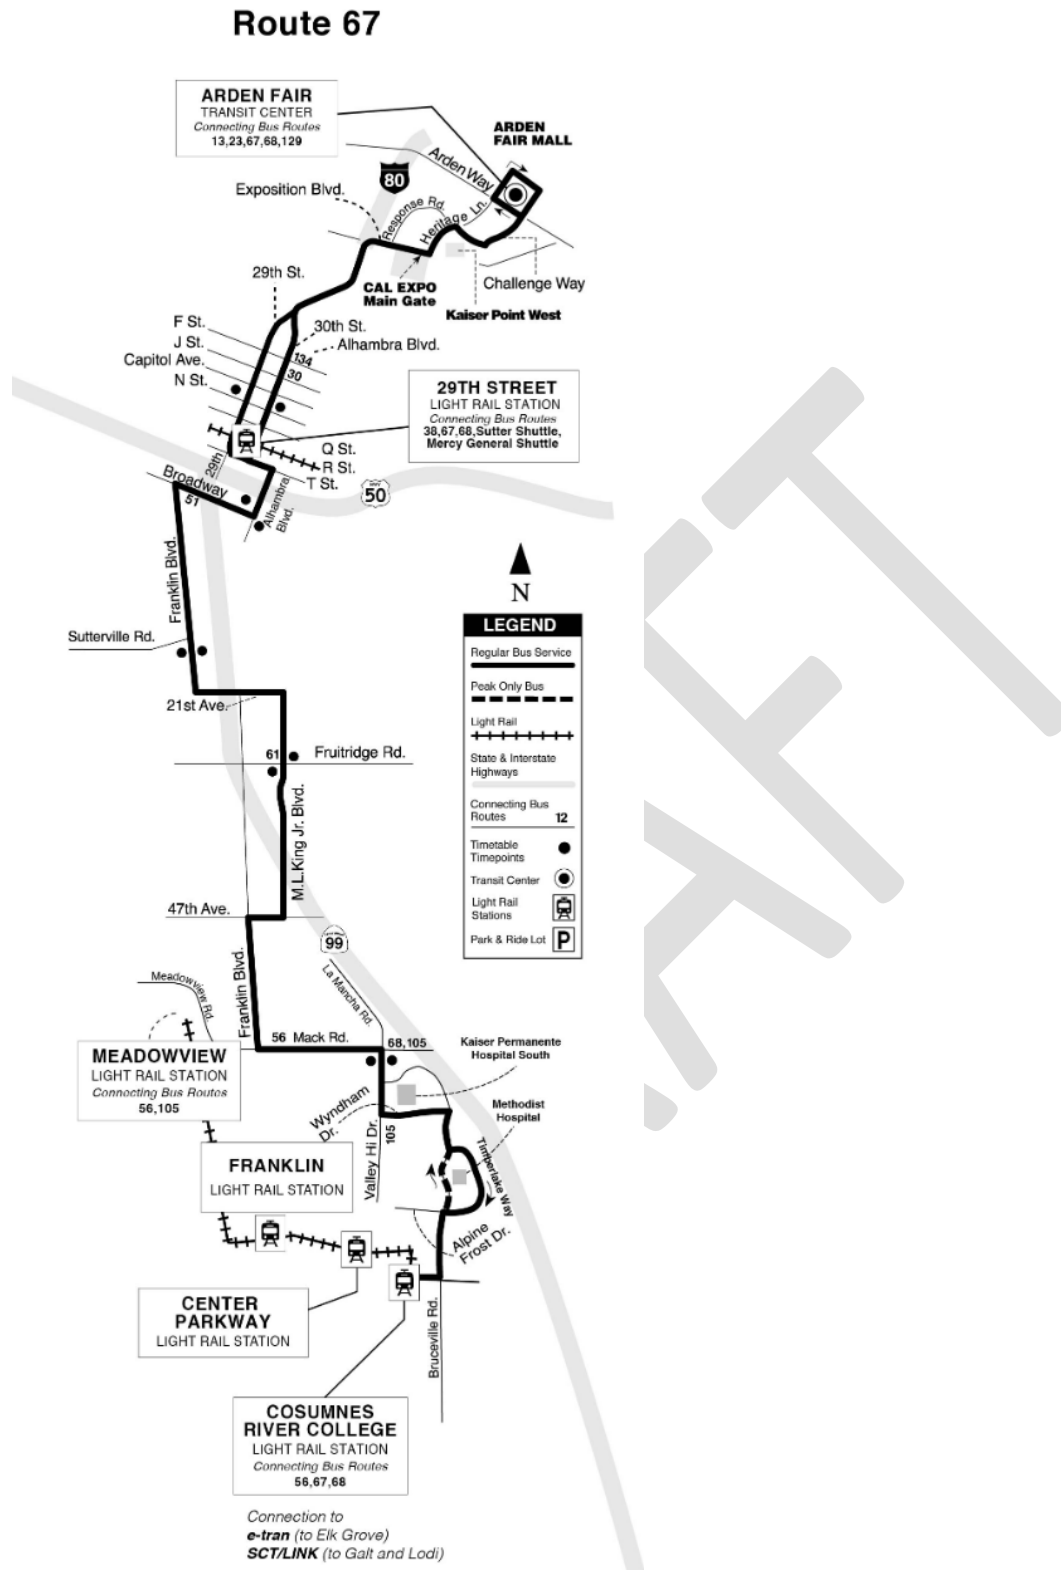 Route 67
ARDEN FAIR
TRANSIT CENTER
Connecting Bus Routes
13,23,67,68,129
ARDEN
FAIR MALL
Arden Way
80
Exposition Blvd.
Response Rd.
Heritage Ln.
CAL EXPO
Main Gate
Challenge Way
Kaiser Point West
29th St.
30th St.
Alhambra Blvd.
F St.
J St.
Capitol Ave.
N St.
134
30
29TH STREET
LIGHT RAIL STATION
Connecting Bus Routes
38,67,68,Sutter Shuttle,
Mercy General Shuttle
Q St.
R St.
T St.
29th
Broadway
51
Alhambra
Blvd.
50
Franklin Blvd.
N
Sutterville Rd.
21st Ave.
61
Fruitridge Rd.
M.L.King Jr. Blvd.
LEGEND
Regular Bus Service
Peak Only Bus
Light Rail
State & Interstate
Highways
Connecting Bus
Routes 12
Timetable
Timepoints
Transit Center
Light Rail
Stations
Park & Ride Lot P
47th Ave.
99
Franklin Blvd.
La Mancha Rd.
Meadowview Rd.
56 Mack Rd.
68,105
Kaiser Permanente
Hospital South
MEADOWVIEW
LIGHT RAIL STATION
Connecting Bus Routes
56,105
Wyndham
Dr.
Valley Hi Dr.
105
Methodist
Hospital
Timberlake Way
FRANKLIN
LIGHT RAIL STATION
Alpine
Frost Dr.
CENTER
PARKWAY
LIGHT RAIL STATION
Bruceville Rd.
COSUMNES
RIVER COLLEGE
LIGHT RAIL STATION
Connecting Bus Routes
56,67,68
Connection to
e-tran (to Elk Grove)
SCT/LINK (to Galt and Lodi)